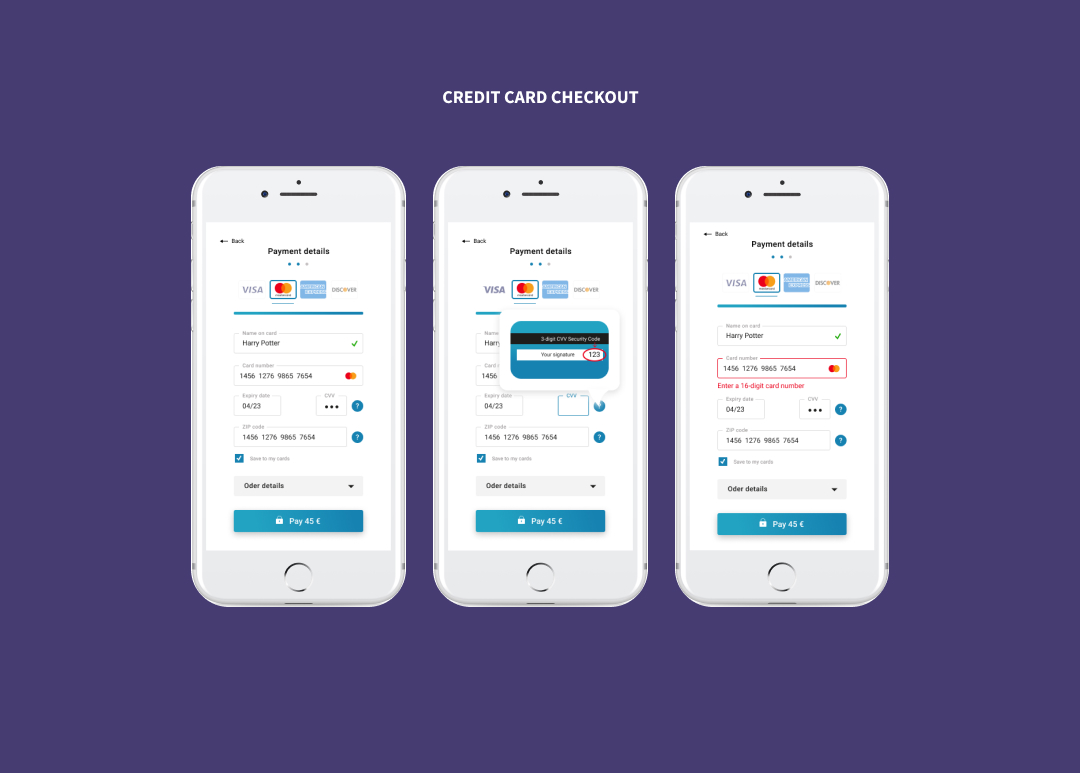 CREDIT CARD CHECKOUT
Back
Payment details
VISA
AMERICAN EXPRESS
DISCOVER
Name on card
Harry Potter
Card number
1456 1276 9865 7654
Expiry date
CVV
04/23
?
ZIP code
1456 1276 9865 7654
?
Save to my cards
Oder details
Pay 45 €
Back
Payment details
VISA
AMERICAN EXPRESS
DISCOVER
Name
Harry
3-digit CVV Security Code
Your signature
123
Card
1456
Expiry date
CVV
04/23
ZIP code
1456 1276 9865 7654
?
Save to my cards
Oder details
Pay 45 €
Back
Payment details
VISA
AMERICAN EXPRESS
DISCOVER
Name on card
Harry Potter
Card number
1456 1276 9865 7654
Enter a 16-digit card number
Expiry date
CVV
04/23
?
ZIP code
1456 1276 9865 7654
?
Save to my cards
Oder details
Pay 45 €